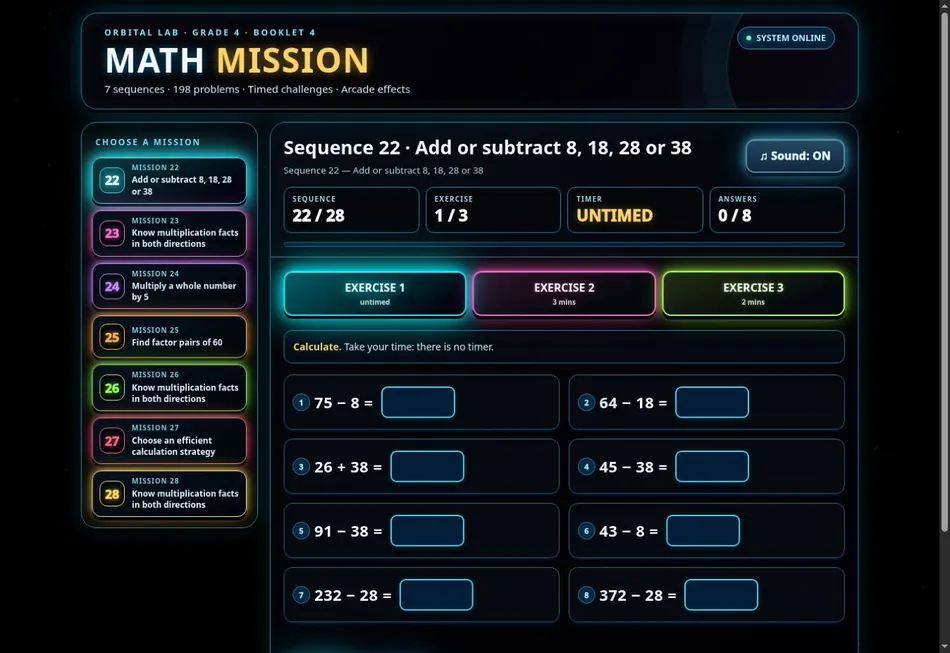 ORBITAL LAB · GRADE 4 · BOOKLET 4
MATH MISSION
7 sequences · 198 problems · Timed challenges · Arcade effects
SYSTEM ONLINE
CHOOSE A MISSION
22
MISSION 22
Add or subtract 8, 18, 28
or 38
23
MISSION 23
Know multiplication facts
in both directions
24
MISSION 24
Multiply a whole number
by 5
25
MISSION 25
Find factor pairs of 60
26
MISSION 26
Know multiplication facts
in both directions
27
MISSION 27
Choose an efficient
calculation strategy
28
MISSION 28
Know multiplication facts
in both directions
Sequence 22 · Add or subtract 8, 18, 28 or 38
Sequence 22 — Add or subtract 8, 18, 28 or 38
♫ Sound: ON
SEQUENCE
22 / 28
EXERCISE
1 / 3
TIMER
UNTIMED
ANSWERS
0 / 8
EXERCISE 1
untimed
EXERCISE 2
3 mins
EXERCISE 3
2 mins
Calculate. Take your time: there is no timer.
1 75 − 8 =
2 64 − 18 =
3 26 + 38 =
4 45 − 38 =
5 91 − 38 =
6 43 − 8 =
7 232 − 28 =
8 372 − 28 =